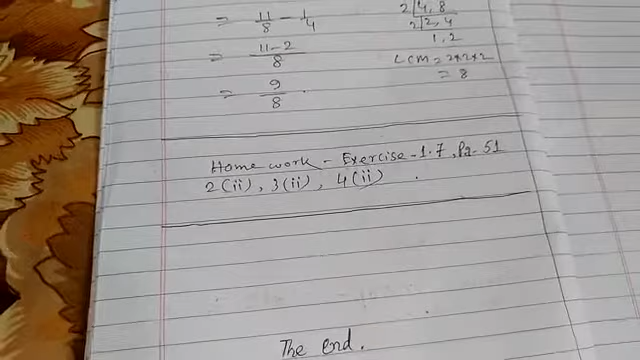 = 11/8 - 1/4
2 | 4, 8
= 11-2/8
2 | 2, 4
1, 2
= 9/8 .
LCM = 2×2×2
= 8
Home work - Exercise - 1.7, Pg - 51
2(ii), 3(ii), 4(ii) .
The end.